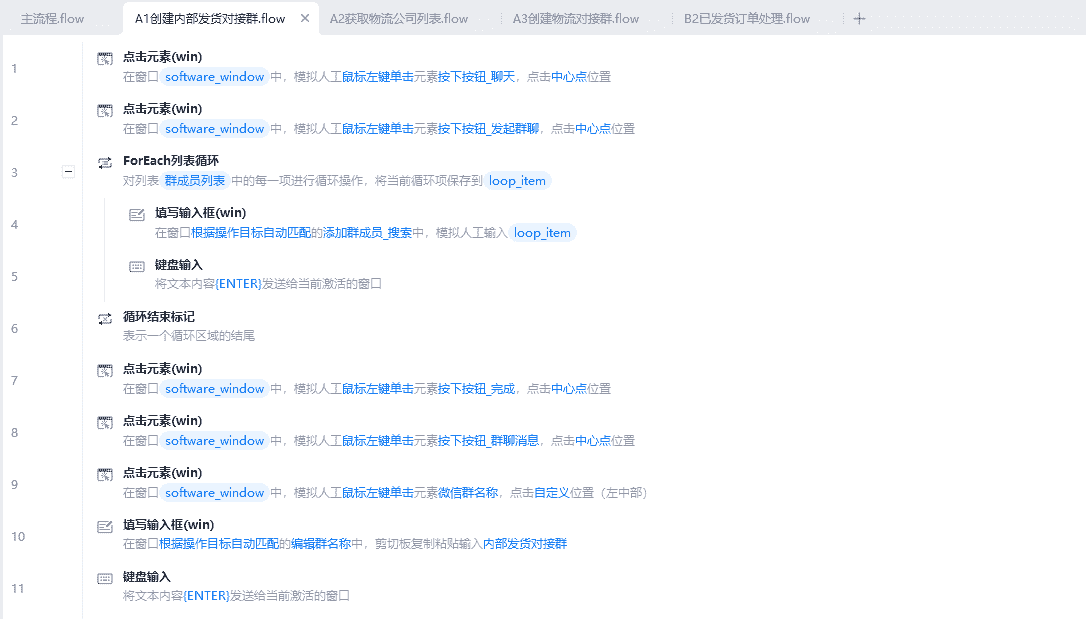 主流程.flow A1创建内部发货对接群.flow A2获取物流公司列表.flow A3创建物流对接群.flow B2已发货订单处理.flow
1 点击元素(win)
在窗口 software_window 中，模拟人工鼠标左键单击元素按下按钮_聊天，点击中心点位置
2 点击元素(win)
在窗口 software_window 中，模拟人工鼠标左键单击元素按下按钮_发起群聊，点击中心点位置
3 ForEach列表循环
对列表 群成员列表 中的每一项进行循环操作，将当前循环项保存到 loop_item
4 填写输入框(win)
在窗口根据操作目标自动匹配的添加群成员_搜索中，模拟人工输入 loop_item
5 键盘输入
将文本内容{ENTER}发送给当前激活的窗口
6 循环结束标记
表示一个循环区域的结尾
7 点击元素(win)
在窗口 software_window 中，模拟人工鼠标左键单击元素按下按钮_完成，点击中心点位置
8 点击元素(win)
在窗口 software_window 中，模拟人工鼠标左键单击元素按下按钮_群聊消息，点击中心点位置
9 点击元素(win)
在窗口 software_window 中，模拟人工鼠标左键单击元素微信群名称，点击自定义位置（左中部）
10 填写输入框(win)
在窗口根据操作目标自动匹配的编辑群名称中，剪切板复制粘贴输入内部发货对接群
11 键盘输入
将文本内容{ENTER}发送给当前激活的窗口